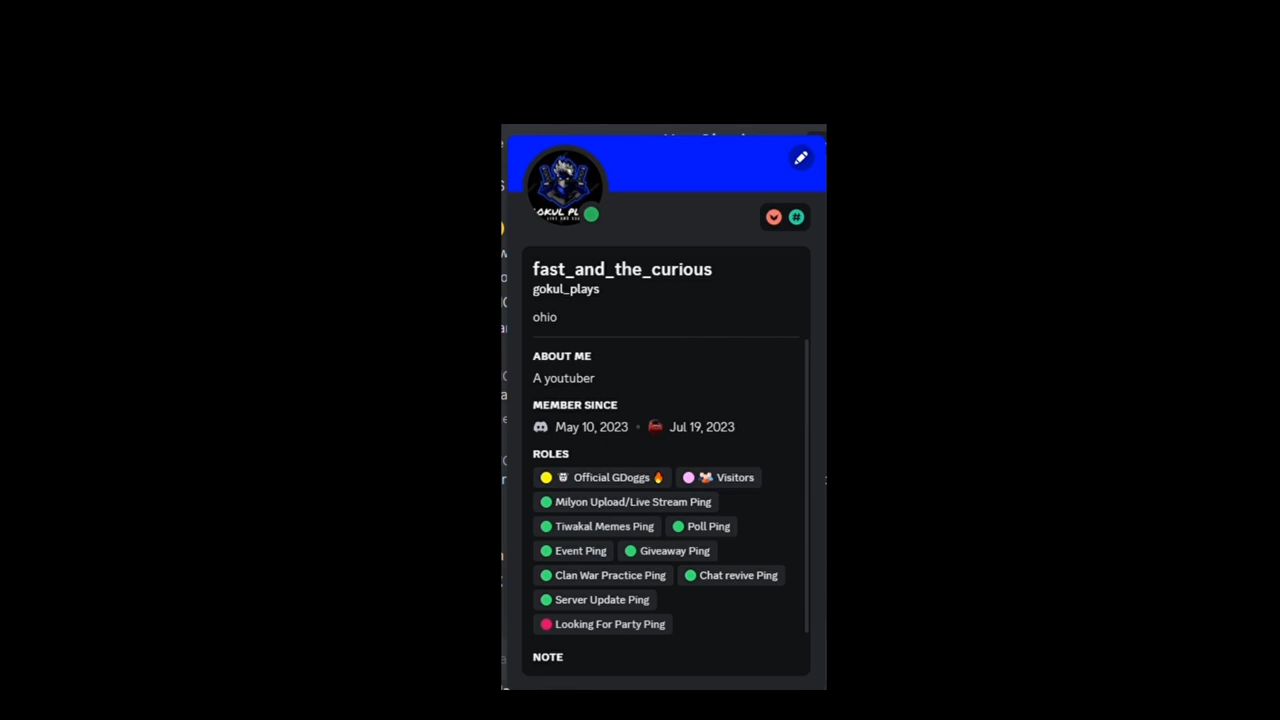 GOKUL PL
fast_and_the_curious
gokul_plays
ohio
ABOUT ME
A youtuber
MEMBER SINCE
May 10, 2023 • Jul 19, 2023
ROLES
Official GDoggs Visitors
Milyon Upload/Live Stream Ping
Tiwakal Memes Ping Poll Ping
Event Ping Giveaway Ping
Clan War Practice Ping Chat revive Ping
Server Update Ping
Looking For Party Ping
NOTE